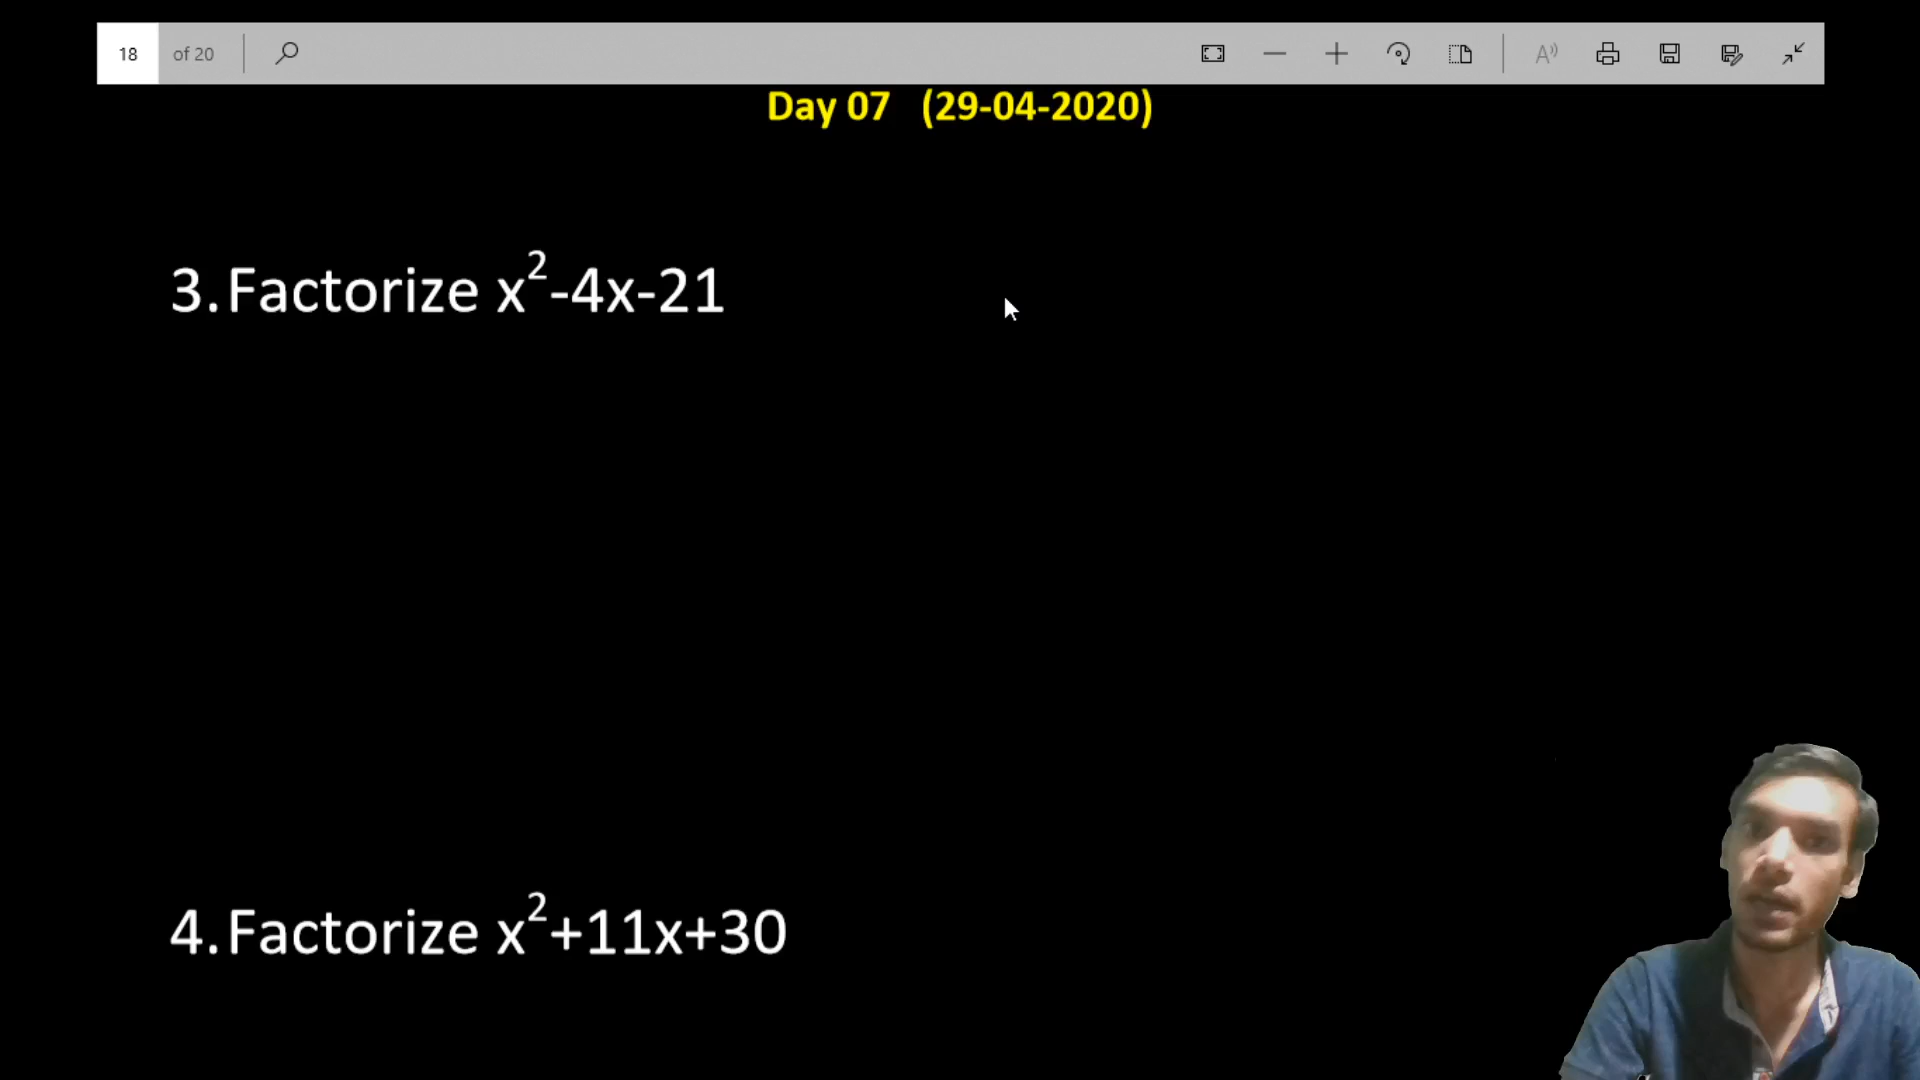 18 of 20
Day 07 (29-04-2020)
3. Factorize x²-4x-21
4. Factorize x²+11x+30